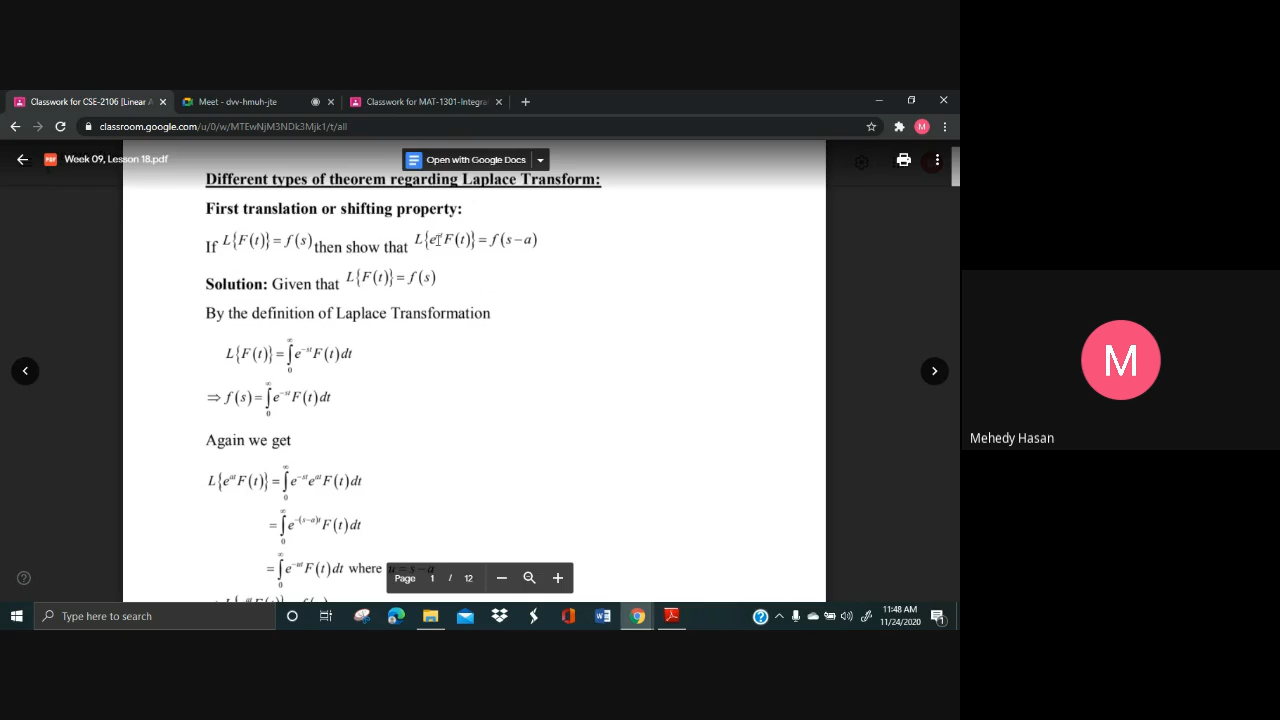 Classwork for CSE-2106 [Linear A
Meet - dvv-hmuh-jte
Classwork for MAT-1301-Integra
classroom.google.com/u/0/w/MTEwNjM3NDk3Mjk1/t/all
M
PDF
Week 09, Lesson 18.pdf
Open with Google Docs
Different types of theorem regarding Laplace Transform:
First translation or shifting property:
If L{F(t)} = f(s) then show that L{e^{at}F(t)} = f(s−a)
Solution: Given that L{F(t)} = f(s)
By the definition of Laplace Transformation
L{F(t)} = ∫_0^∞ e^{−st}F(t)dt
⇒ f(s) = ∫_0^∞ e^{−st}F(t)dt
Again we get
L{e^{at}F(t)} = ∫_0^∞ e^{−st}e^{at}F(t)dt
= ∫_0^∞ e^{−(s−a)t}F(t)dt
= ∫_0^∞ e^{−ut}F(t)dt where u = s − a
Page 1 / 12
M
Mehedy Hasan
Type here to search
11:48 AM
11/24/2020
1